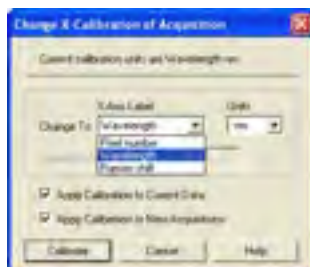 Change X-Calibration of Acquisition
Current calibration units are Wavelength nm
X-Axis Label Units
Change To: Wavelength nm
Pixel number
Wavelength
Raman shift
Apply Calibration to Current Data
Apply Calibration to New Acquisitions
Calibrate Cancel Help